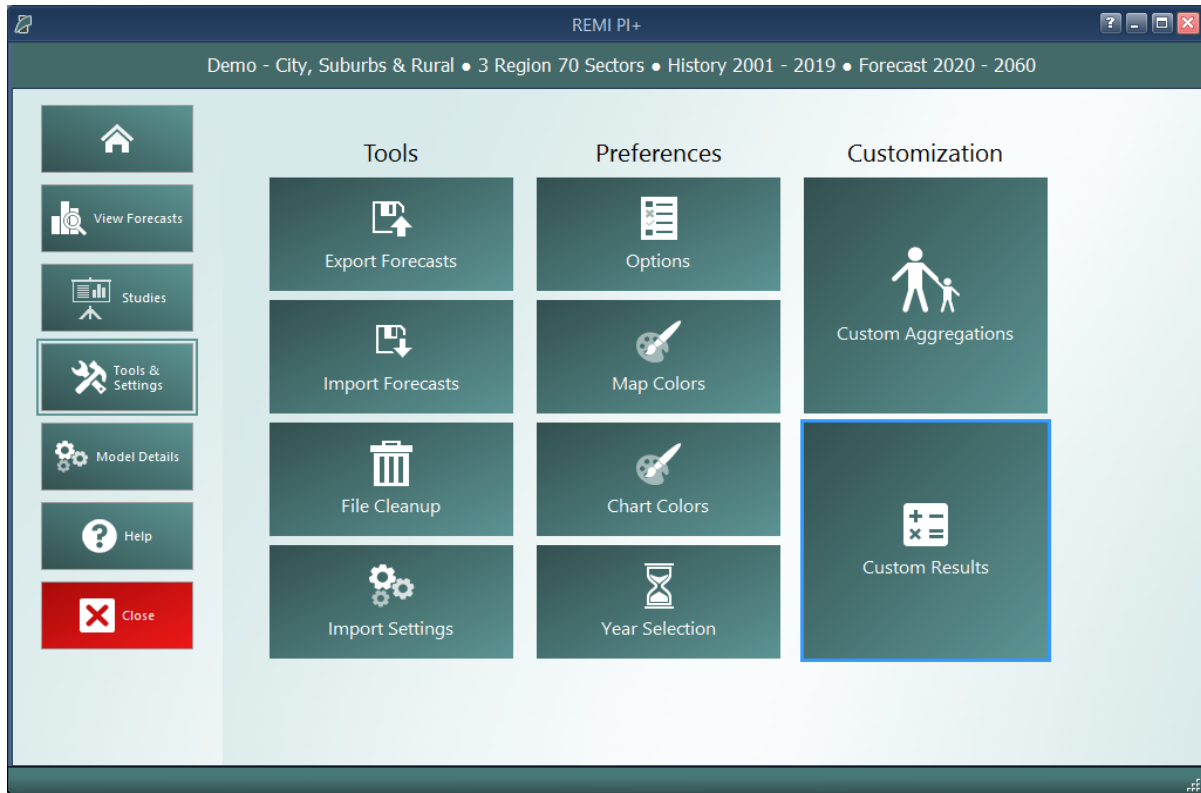 REMI PI+
Demo - City, Suburbs & Rural ● 3 Region 70 Sectors ● History 2001 - 2019 ● Forecast 2020 - 2060
View Forecasts
Studies
Tools &
Settings
Model Details
Help
Close
Tools
Export Forecasts
Import Forecasts
File Cleanup
Import Settings
Preferences
Options
Map Colors
Chart Colors
Year Selection
Customization
Custom Aggregations
Custom Results